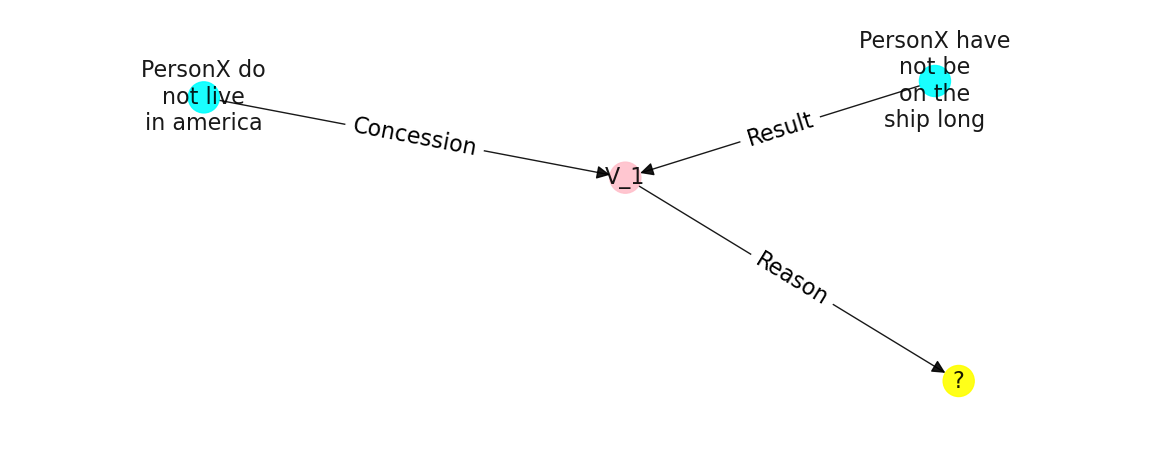 PersonX do
not live
in america
Concession
PersonX have
not be
on the
ship long
Result
V_1
Reason
?